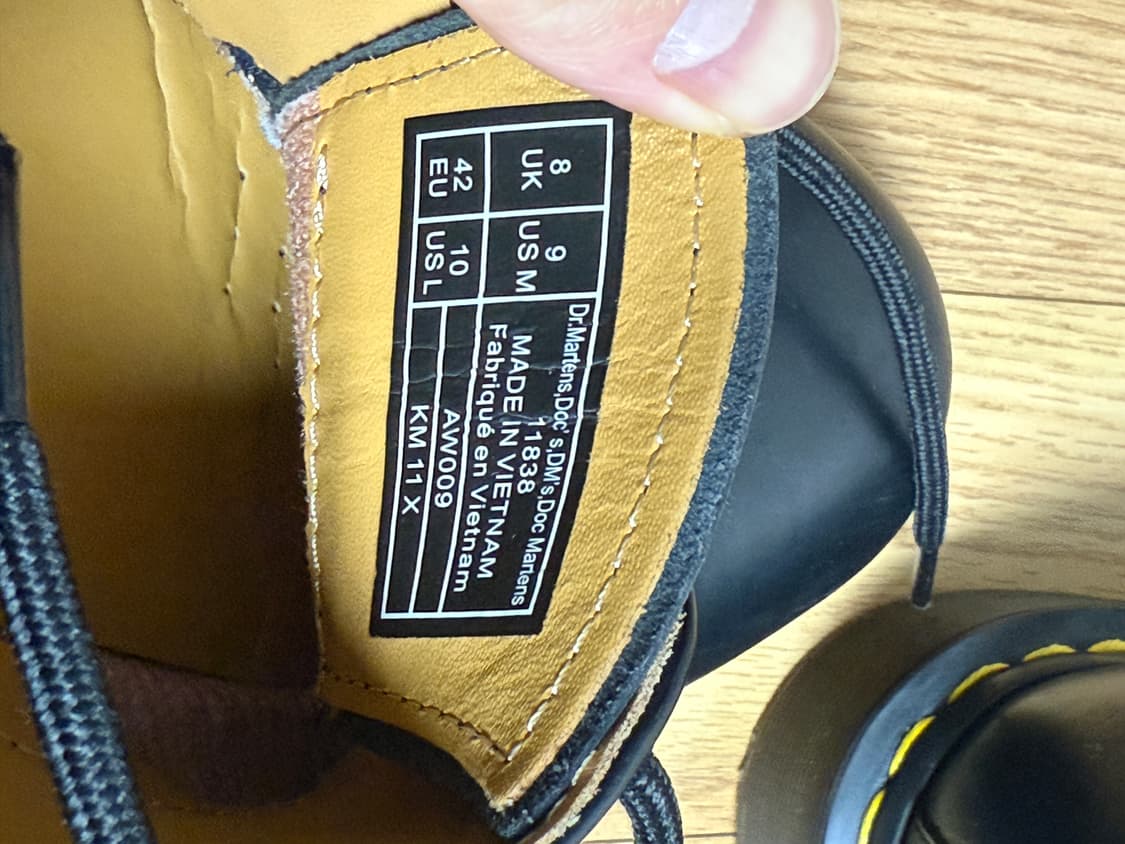 8
UK
9
US M
42
EU
10
US L
Dr.Martens,Doc's,DM's,Doc Martens
11838
MADE IN VIETNAM
Fabriqué en Vietnam
AW009
KM 11 X